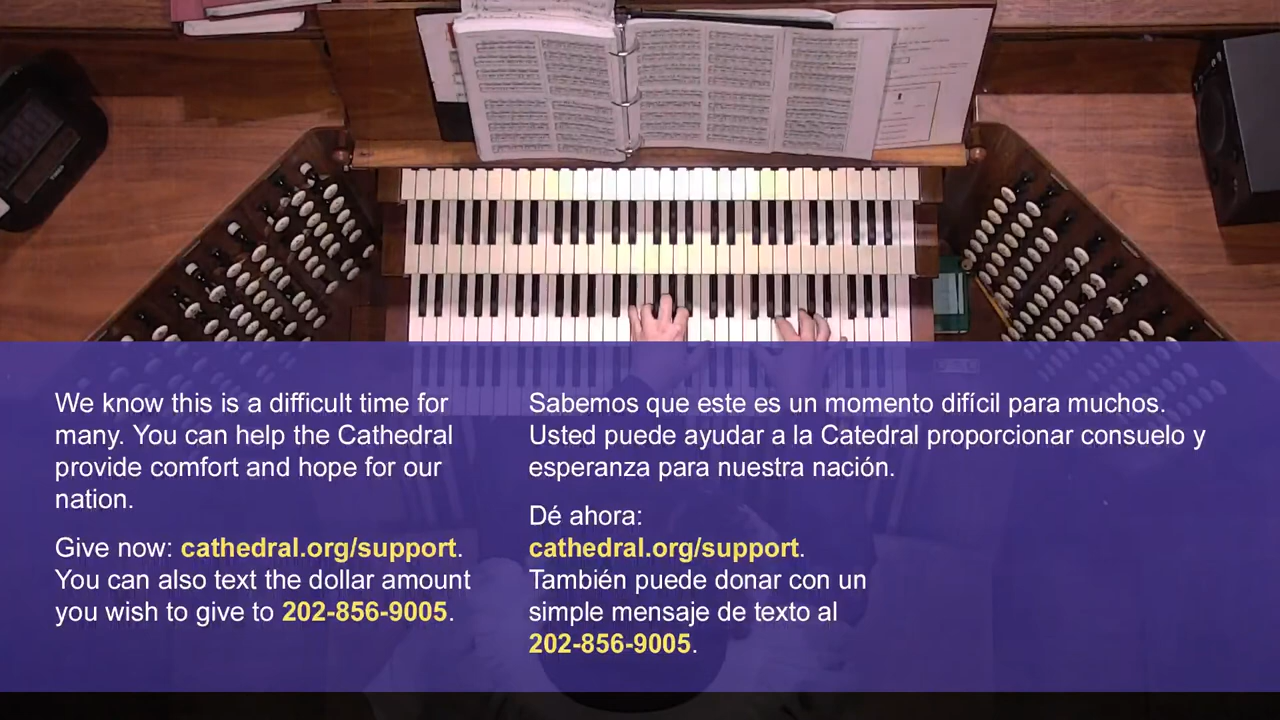 We know this is a difficult time for
many. You can help the Cathedral
provide comfort and hope for our
nation.
Give now: cathedral.org/support.
You can also text the dollar amount
you wish to give to 202-856-9005.
Sabemos que este es un momento difícil para muchos.
Usted puede ayudar a la Catedral proporcionar consuelo y
esperanza para nuestra nación.
Dé ahora:
cathedral.org/support.
También puede donar con un
simple mensaje de texto al
202-856-9005.